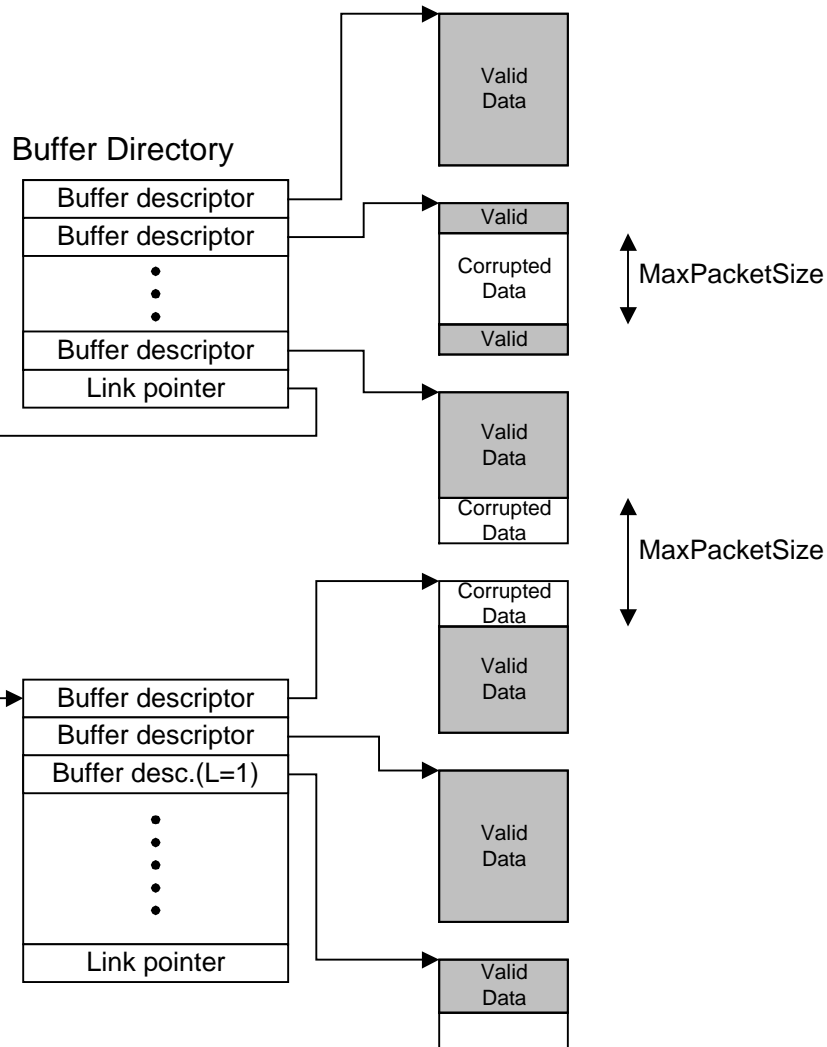 Valid
Data
Buffer Directory
Buffer descriptor
Valid
Buffer descriptor
Corrupted
Data
MaxPacketSize
Valid
Buffer descriptor
Link pointer
Valid
Data
Corrupted
Data
MaxPacketSize
Corrupted
Data
Valid
Data
Buffer descriptor
Buffer descriptor
Buffer desc.(L=1)
Valid
Data
Link pointer
Valid
Data